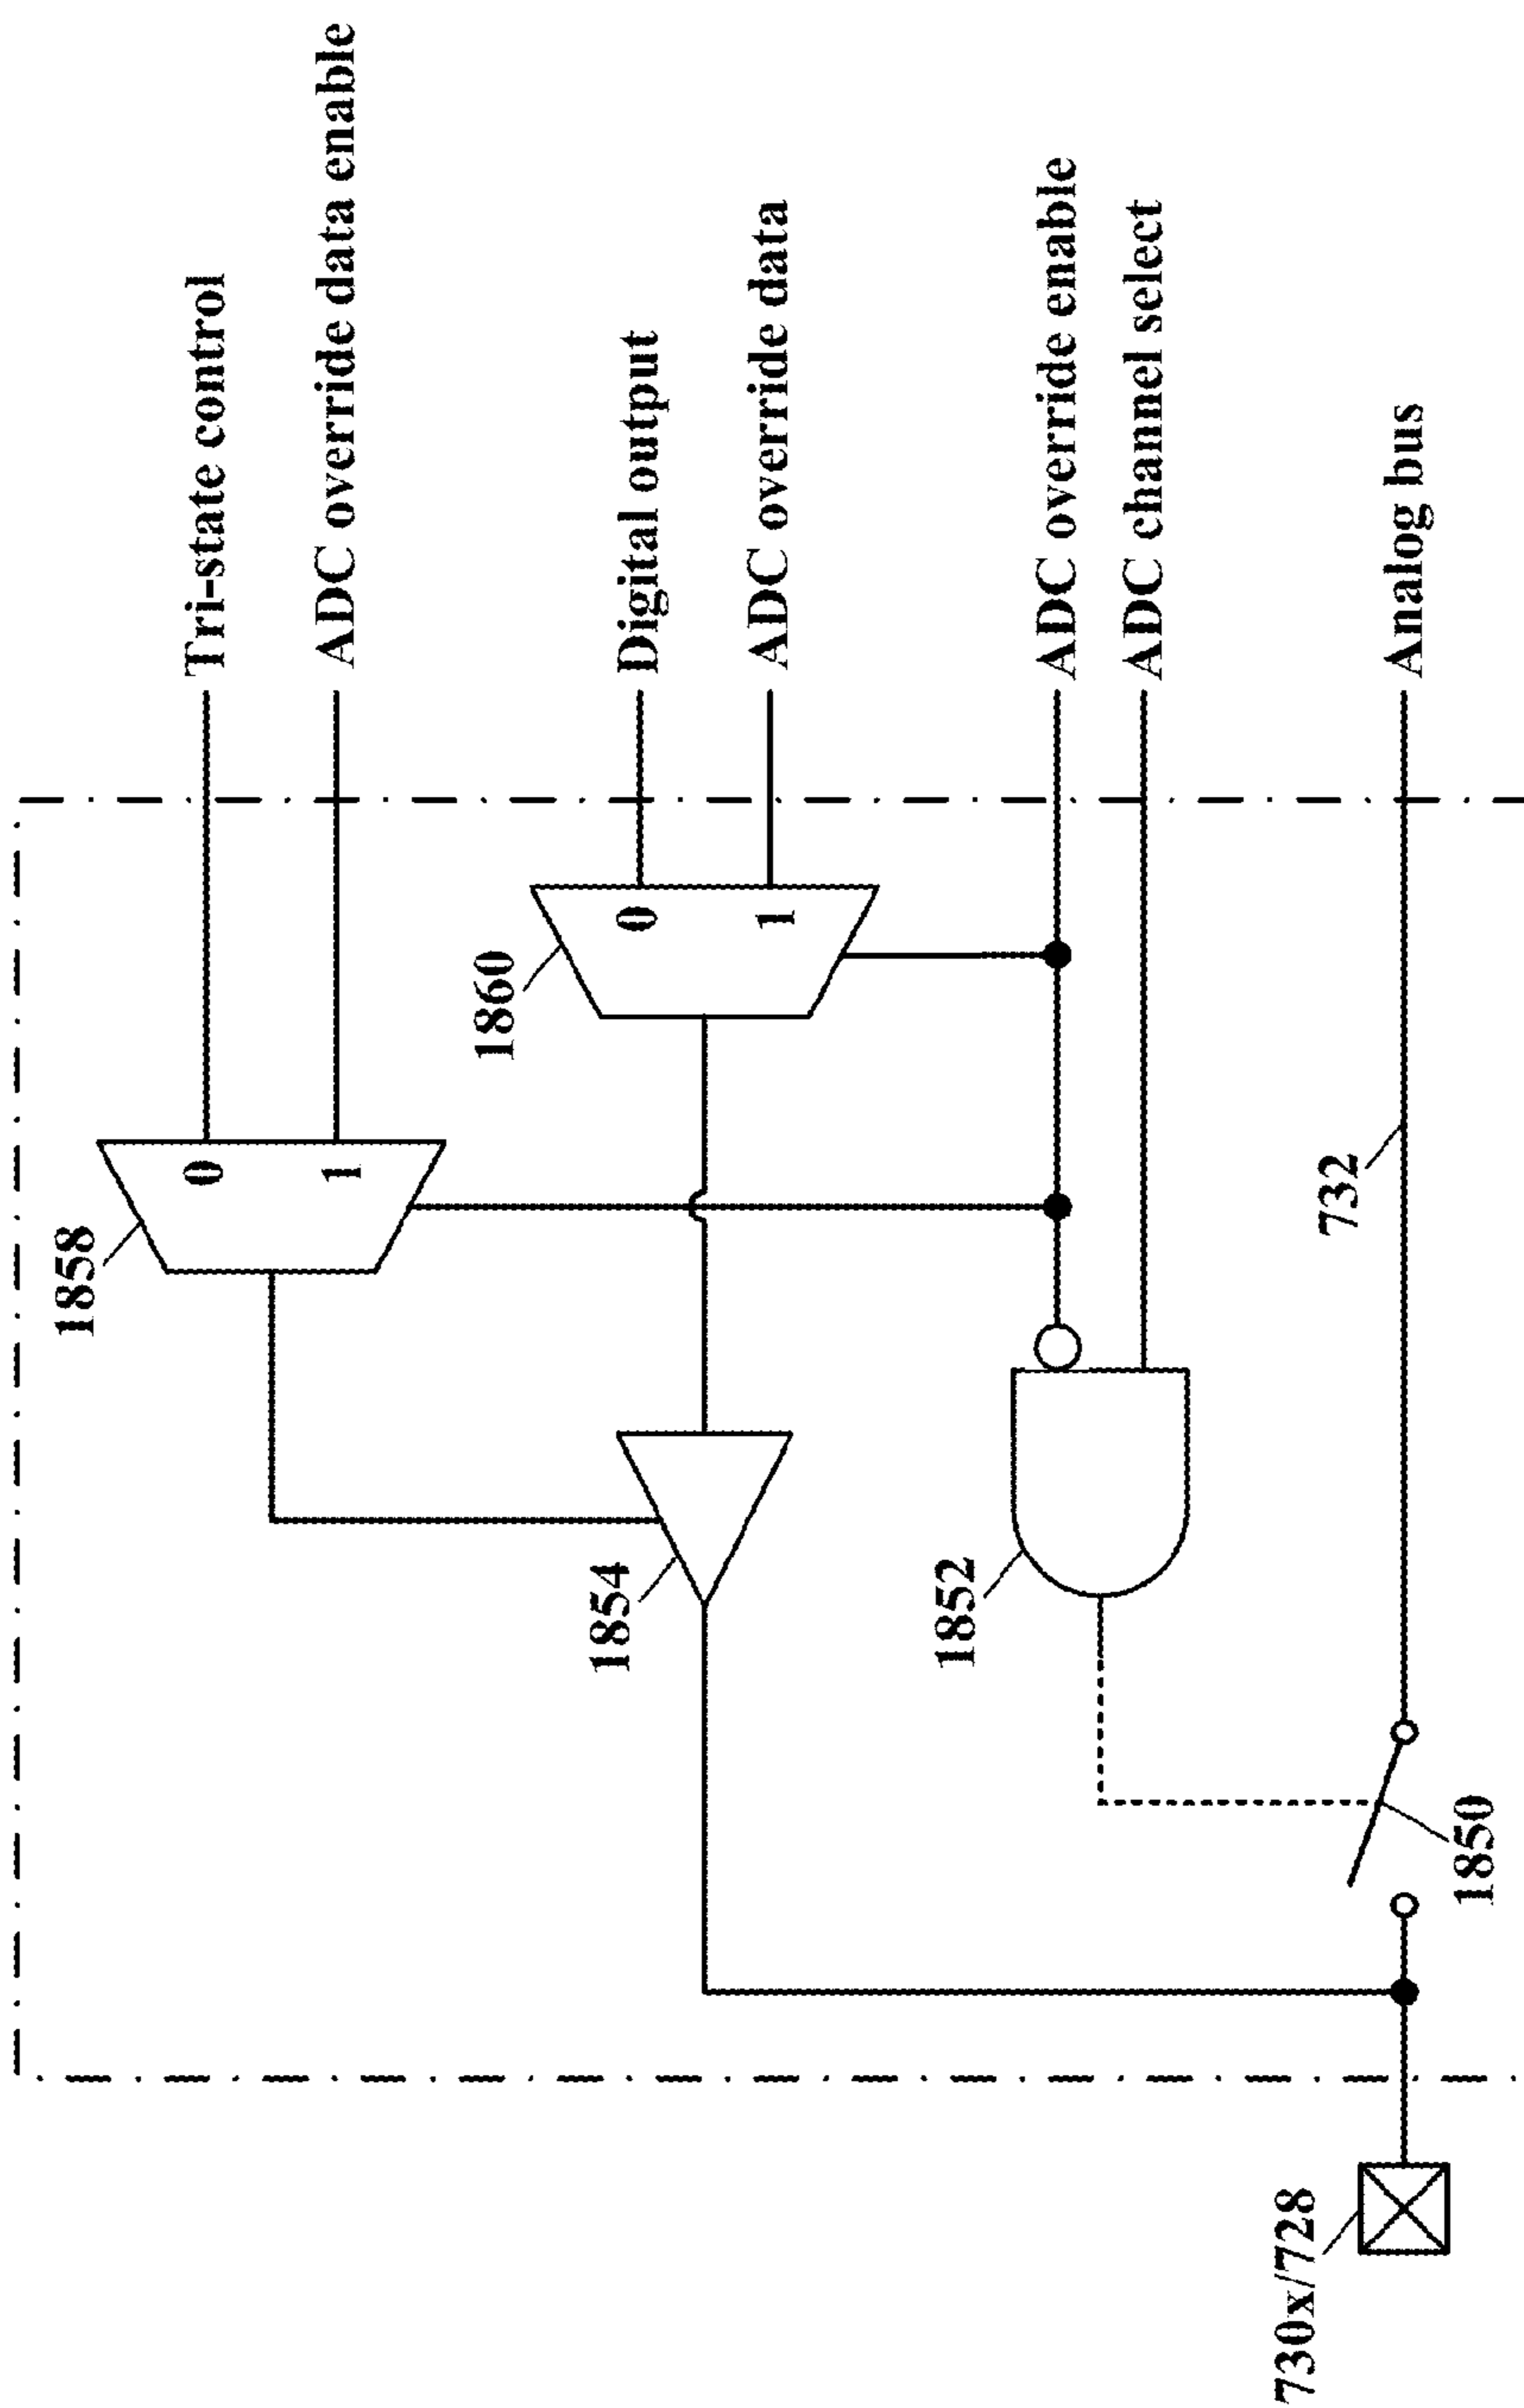 Tri-state control
ADC override data enable
Digital output
ADC override data
ADC override enable
ADC channel select
Analog bus
1858
0
1
1860
0
1
1854
1852
732
1850
730x/728